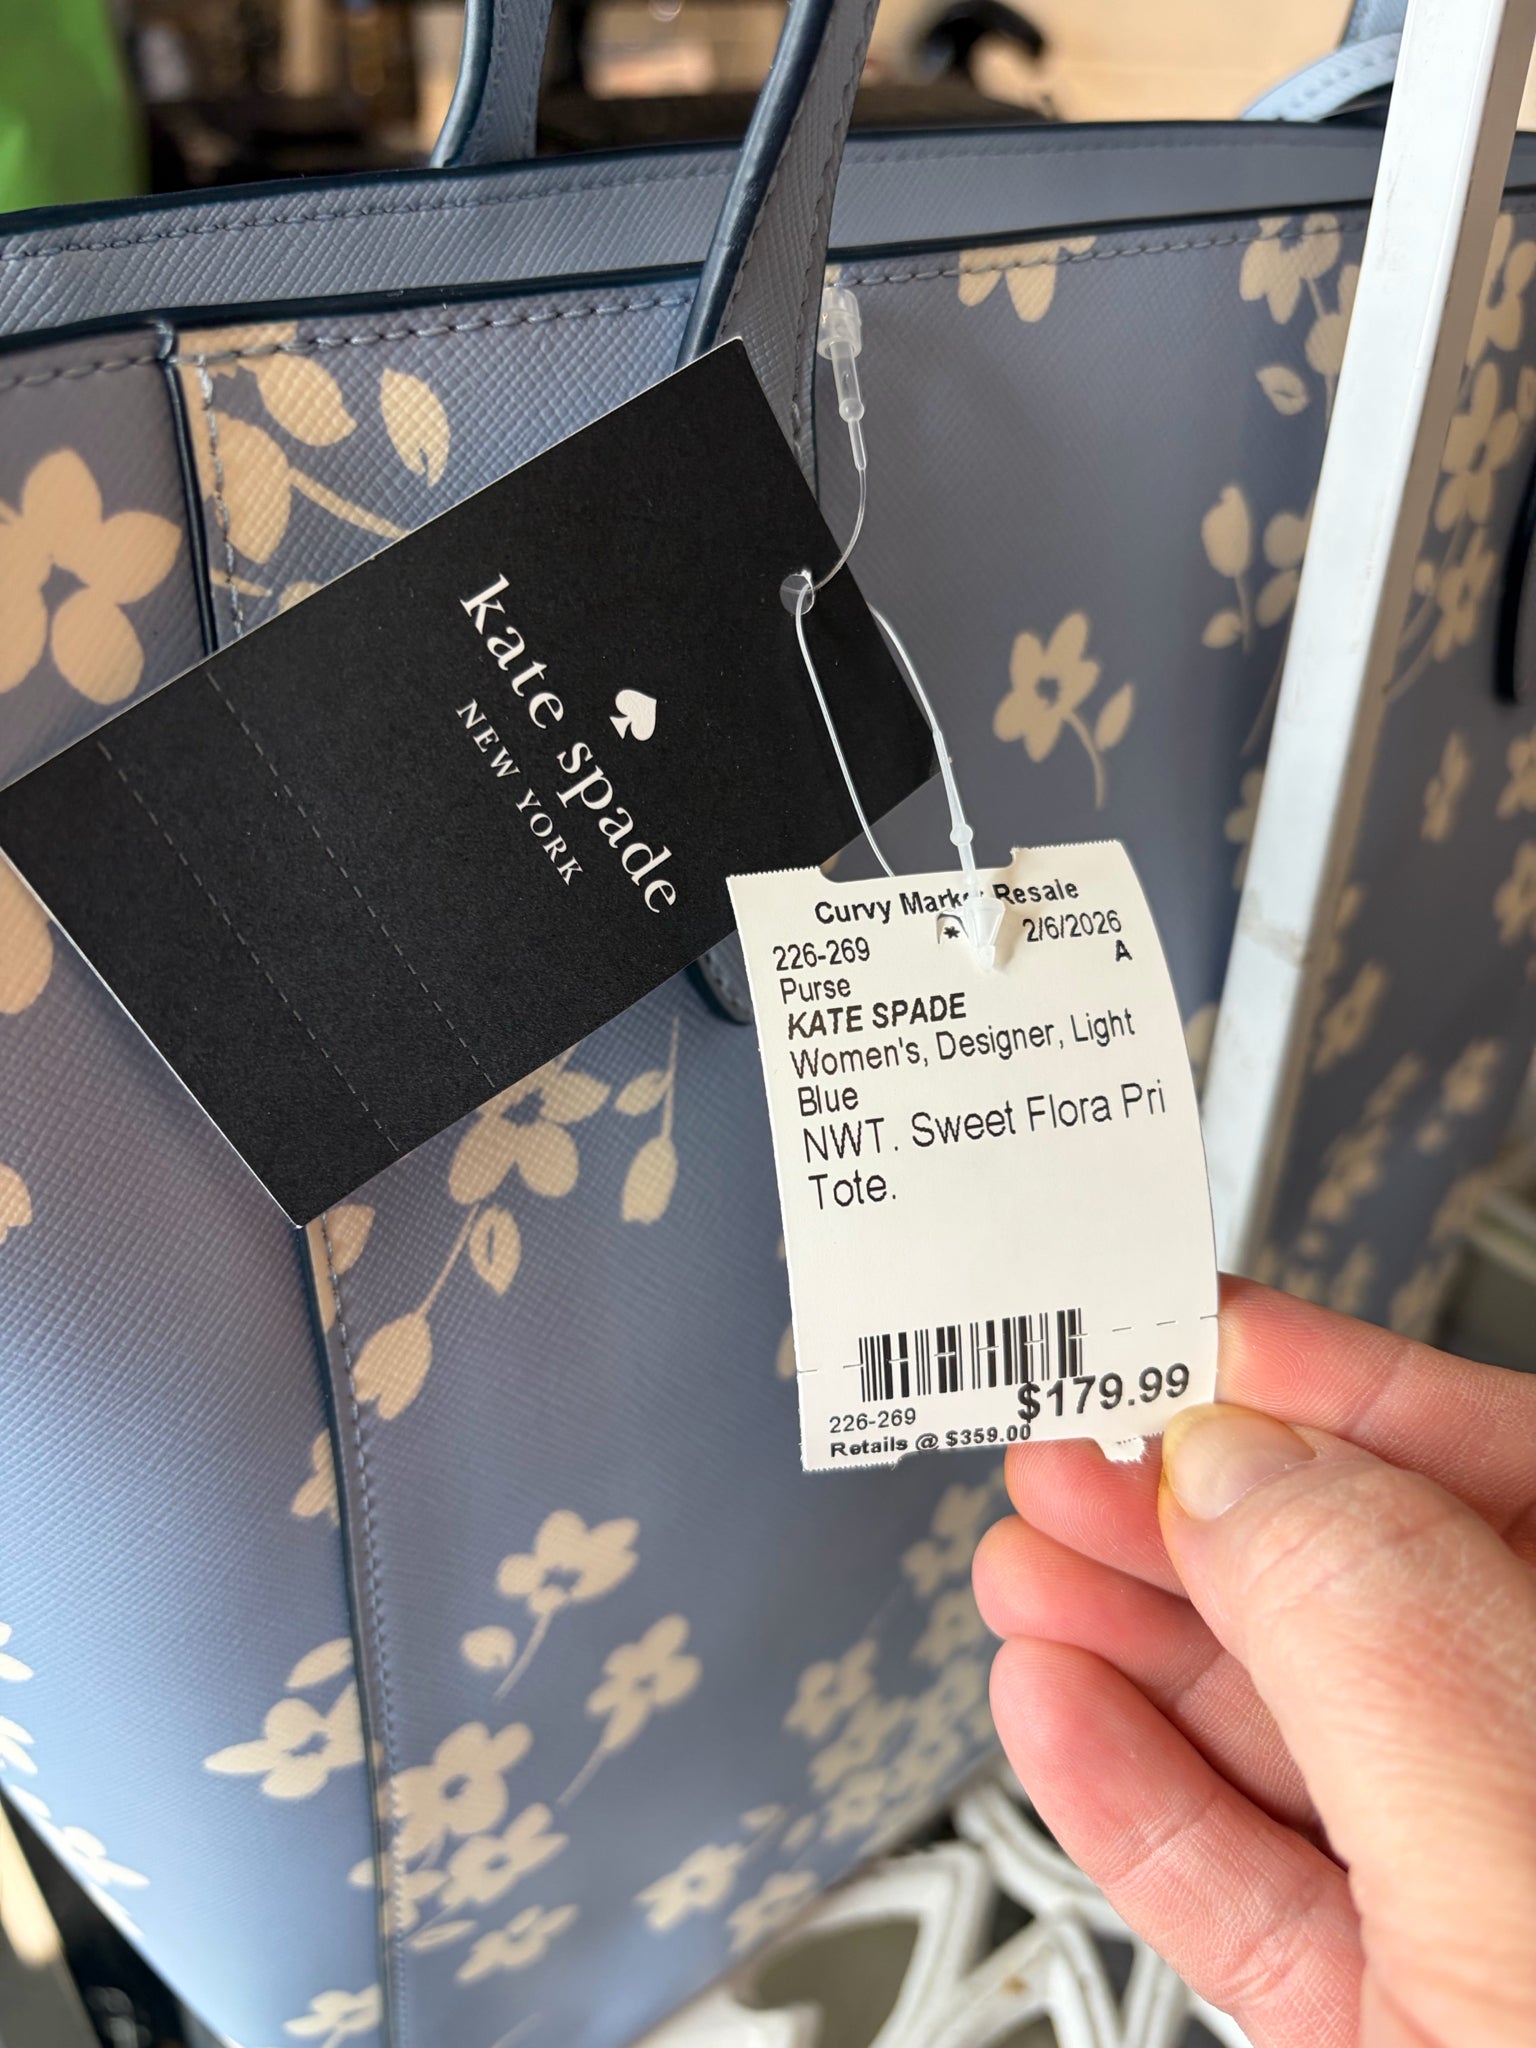 kate spade
NEW YORK
Curvy Market Resale
226-269 (*) 2/6/2026
Purse A
KATE SPADE
Women's, Designer, Light
Blue
NWT. Sweet Flora Pri
Tote.
$179.99
226-269
Retails @ $359.00